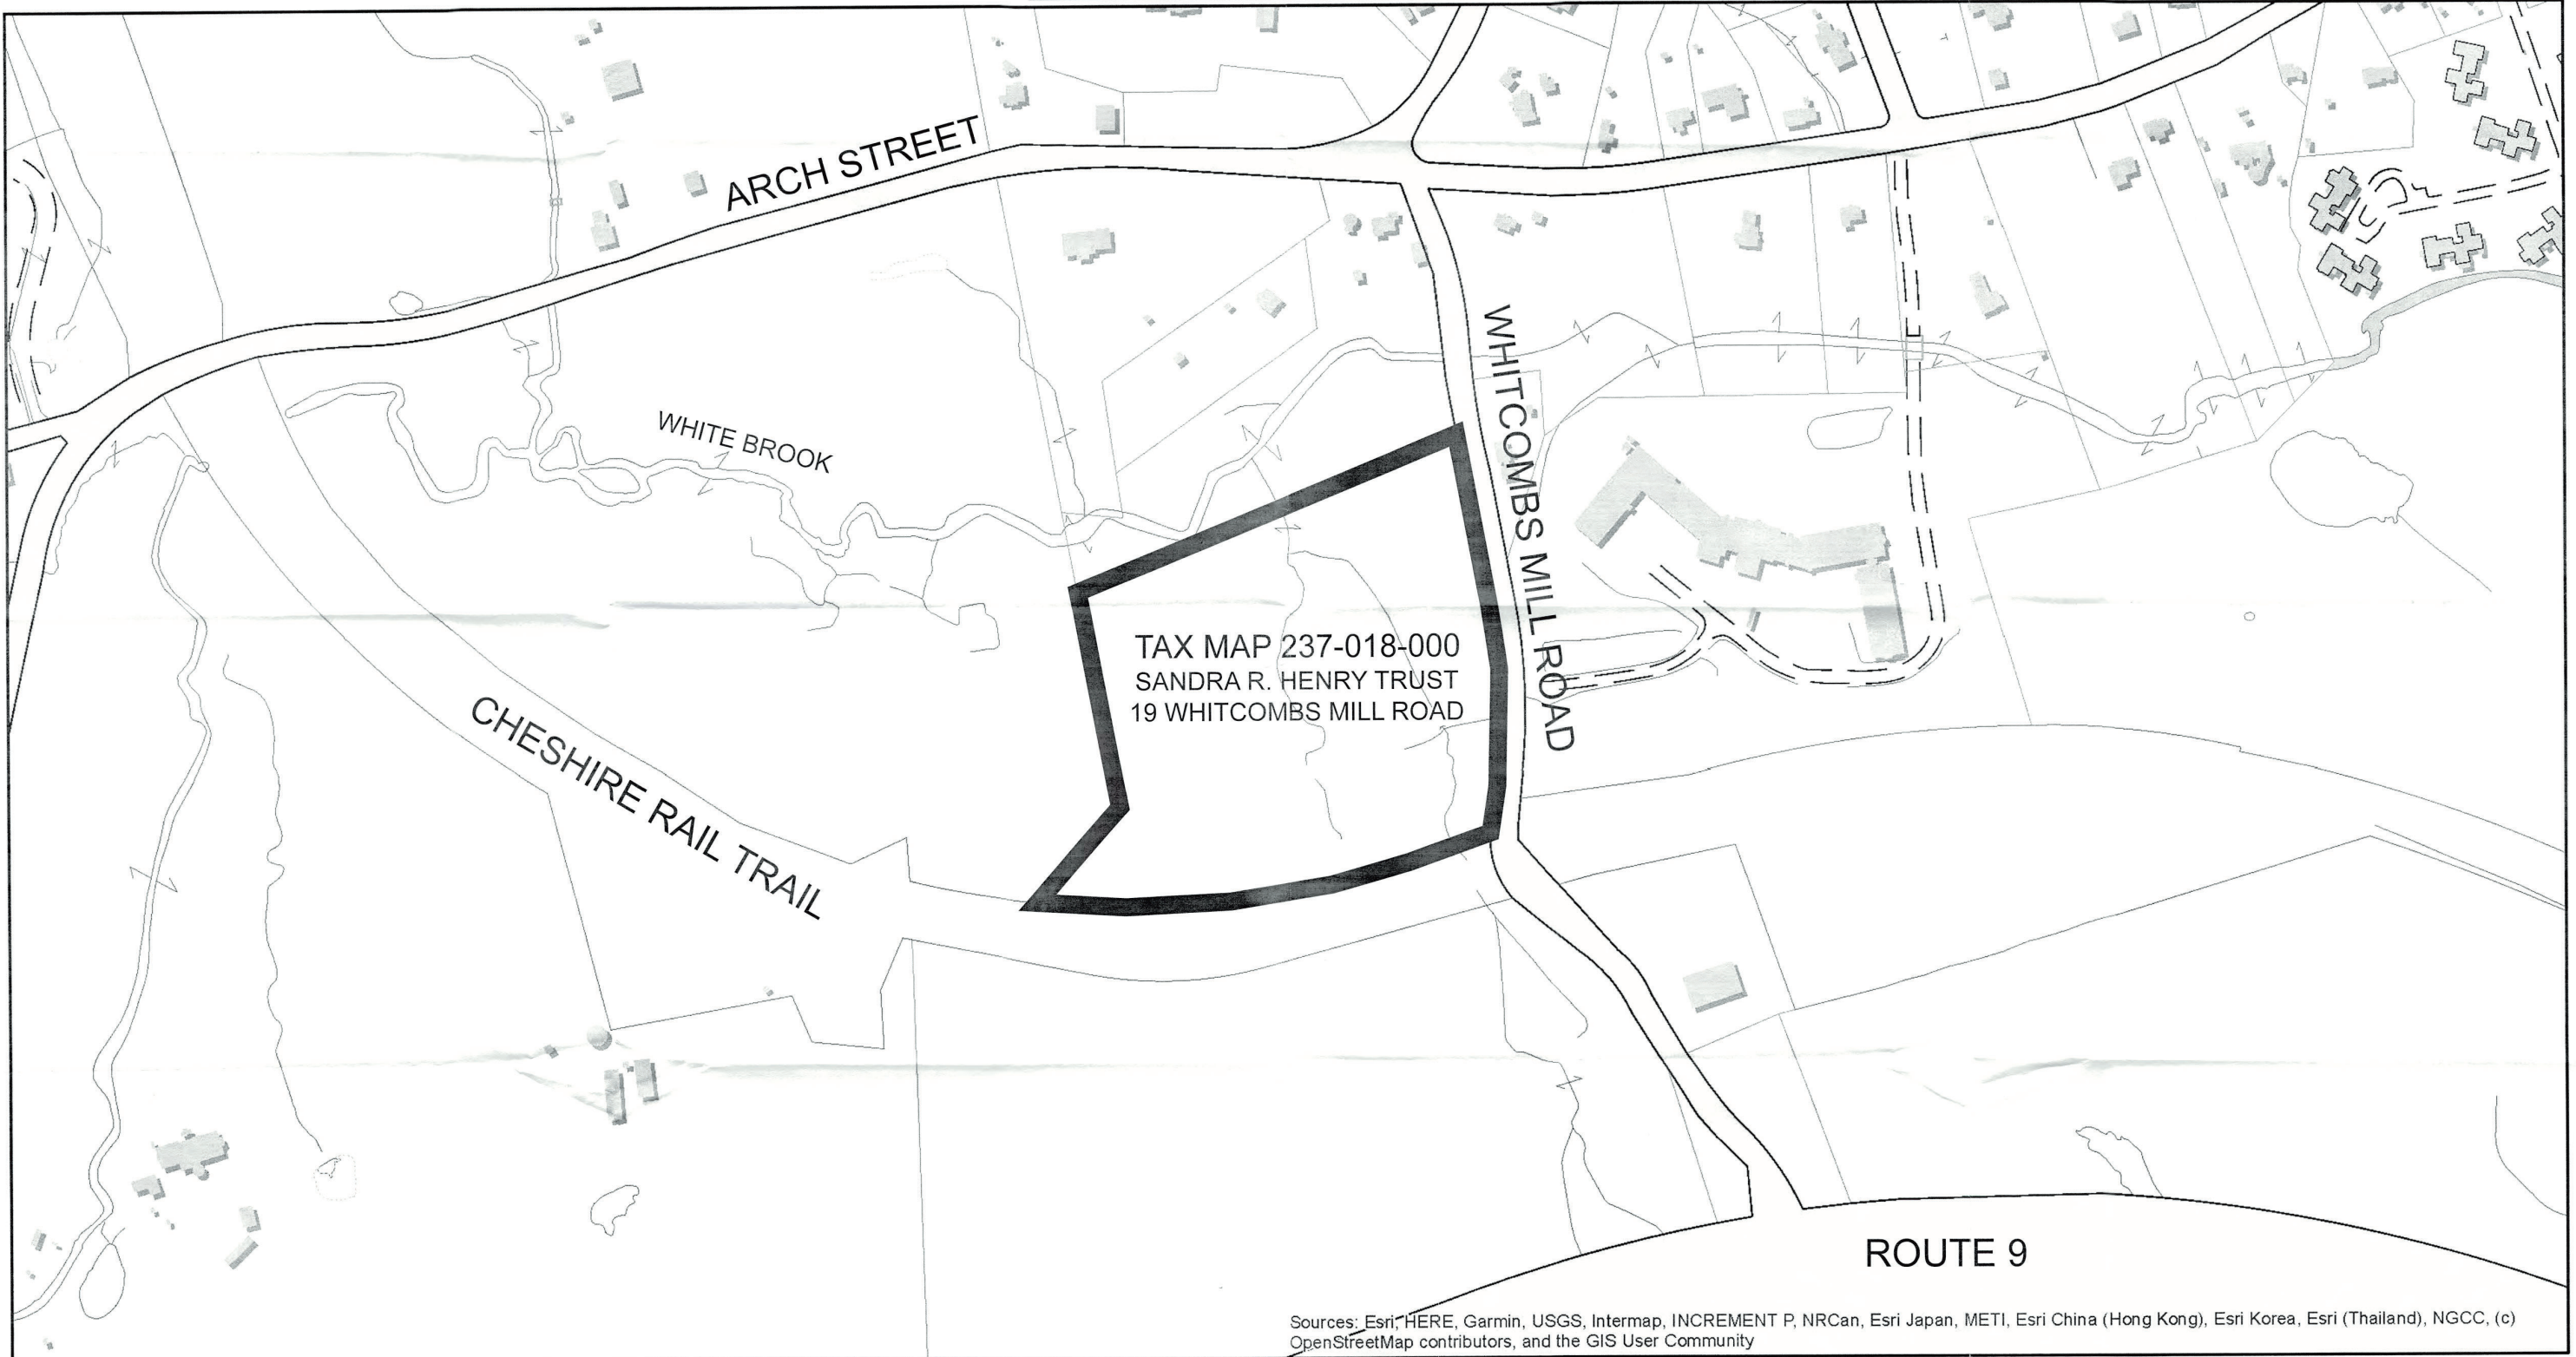 ARCH STREET
WHITE BROOK
WHITCOMBS MILL ROAD
TAX MAP 237-018-000
SANDRA R. HENRY TRUST
19 WHITCOMBS MILL ROAD
CHESHIRE RAIL TRAIL
ROUTE 9
Sources: Esri, HERE, Garmin, USGS, Intermap, INCREMENT P, NRCan, Esri Japan, METI, Esri China (Hong Kong), Esri Korea, Esri (Thailand), NGCC, (c)
OpenStreetMap contributors, and the GIS User Community